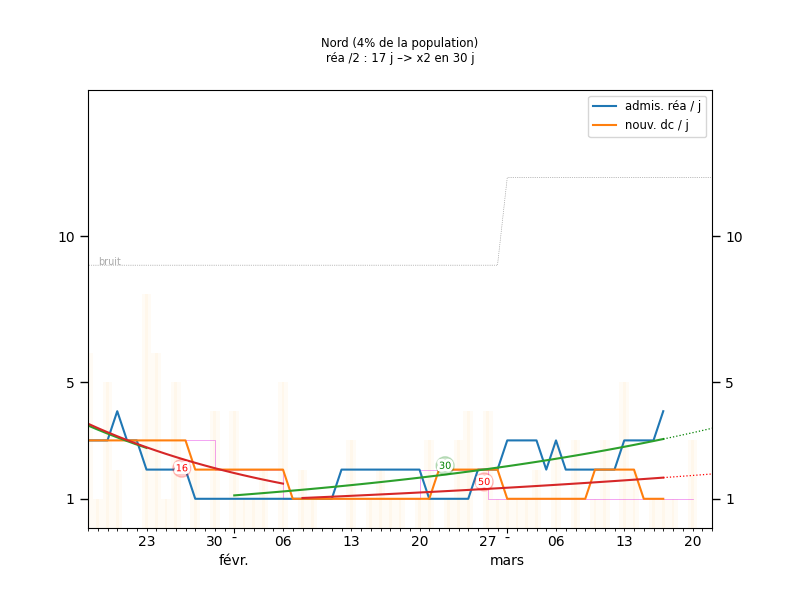 Nord (4% de la population)
réa /2 : 17 j –> x2 en 30 j
admis. réa / j
nouv. dc / j
bruit
10
10
5
5
1
1
16
30
50
23
30
-
06
13
20
27
-
06
13
20
févr.
mars